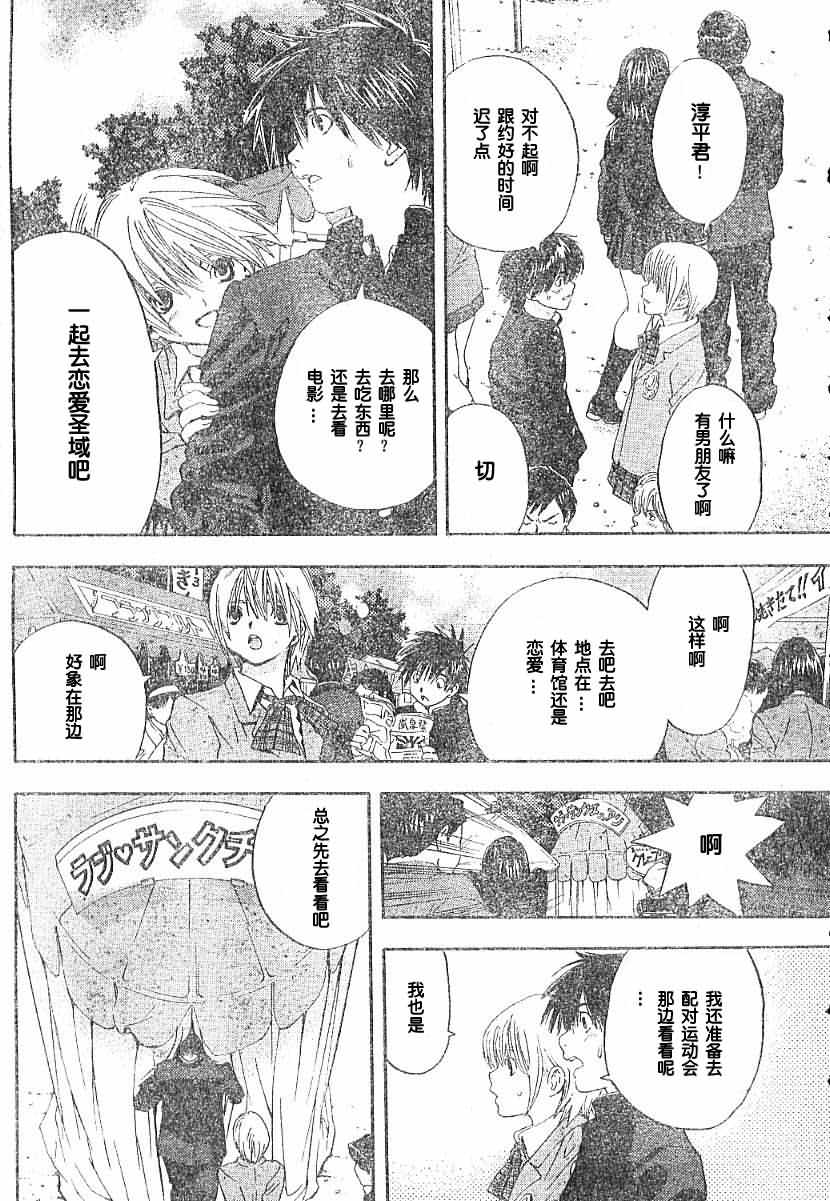 淳平君！
对不起啊
跟约好的时间
迟了点
什么嘛
有男朋友了啊
切
那么
去哪里呢？
去吃东西？
还是去看
电影…
一起去恋爱圣域吧
焼きたて!!
啊
这样啊
去吧去吧
地点在…
体育馆还是
恋爱…
啊
好象在那边
啊
我还准备去
配对运动会
那边看看呢
…
我也是
总之先去看看吧
ラブ♥サンクチ